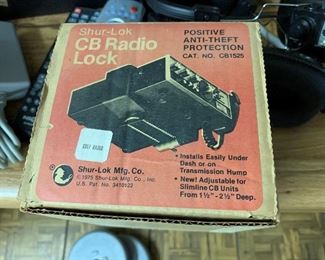 Shur-Lok
CB Radio
Lock
POSITIVE
ANTI-THEFT
PROTECTION
CAT. NO. CB1525
COLT RADIO
• Installs Easily Under
Dash or on
Transmission Hump
• New! Adjustable for
Slimline CB Units
From 1½" - 2½" Deep.
Shur-Lok Mfg. Co.
© 1975 Shur-Lok Mfg. Co., Inc.
U.S. Pat. No. 3410122